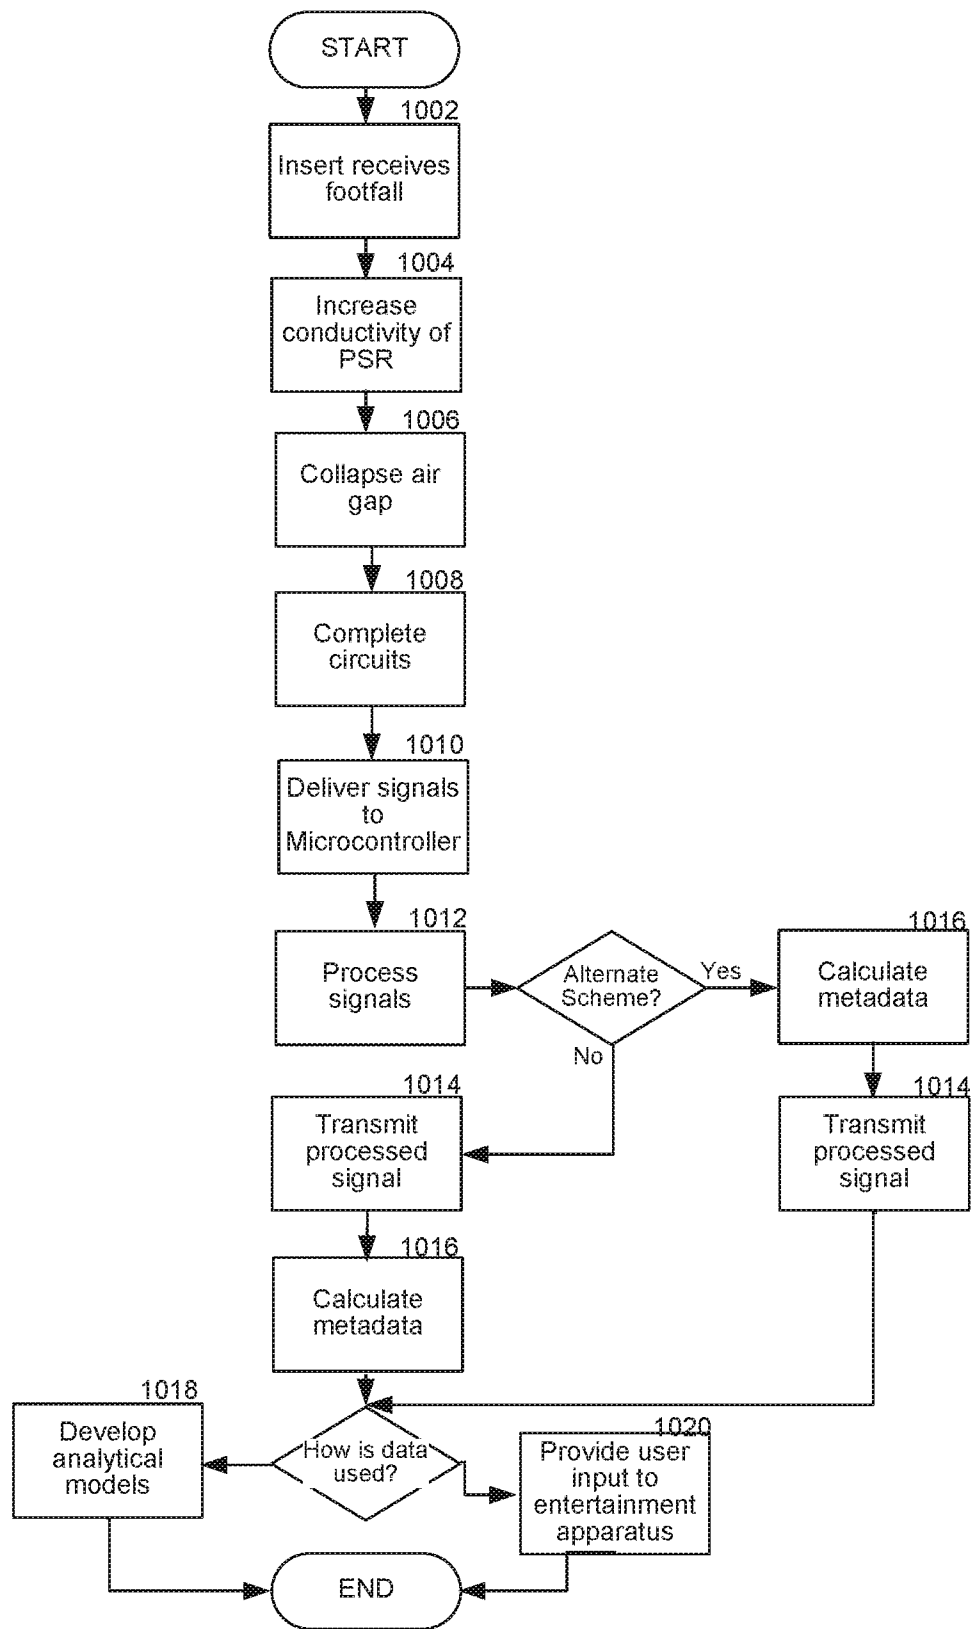 START
1002
Insert receives
footfall
1004
Increase
conductivity of
PSR
1006
Collapse air
gap
1008
Complete
circuits
1010
Deliver signals
to
Microcontroller
1012
Process
signals
Alternate
Scheme?
Yes
No
1016
Calculate
metadata
1014
Transmit
processed
signal
1014
Transmit
processed
signal
1016
Calculate
metadata
How is data
used?
1018
Develop
analytical
models
1020
Provide user
input to
entertainment
apparatus
END